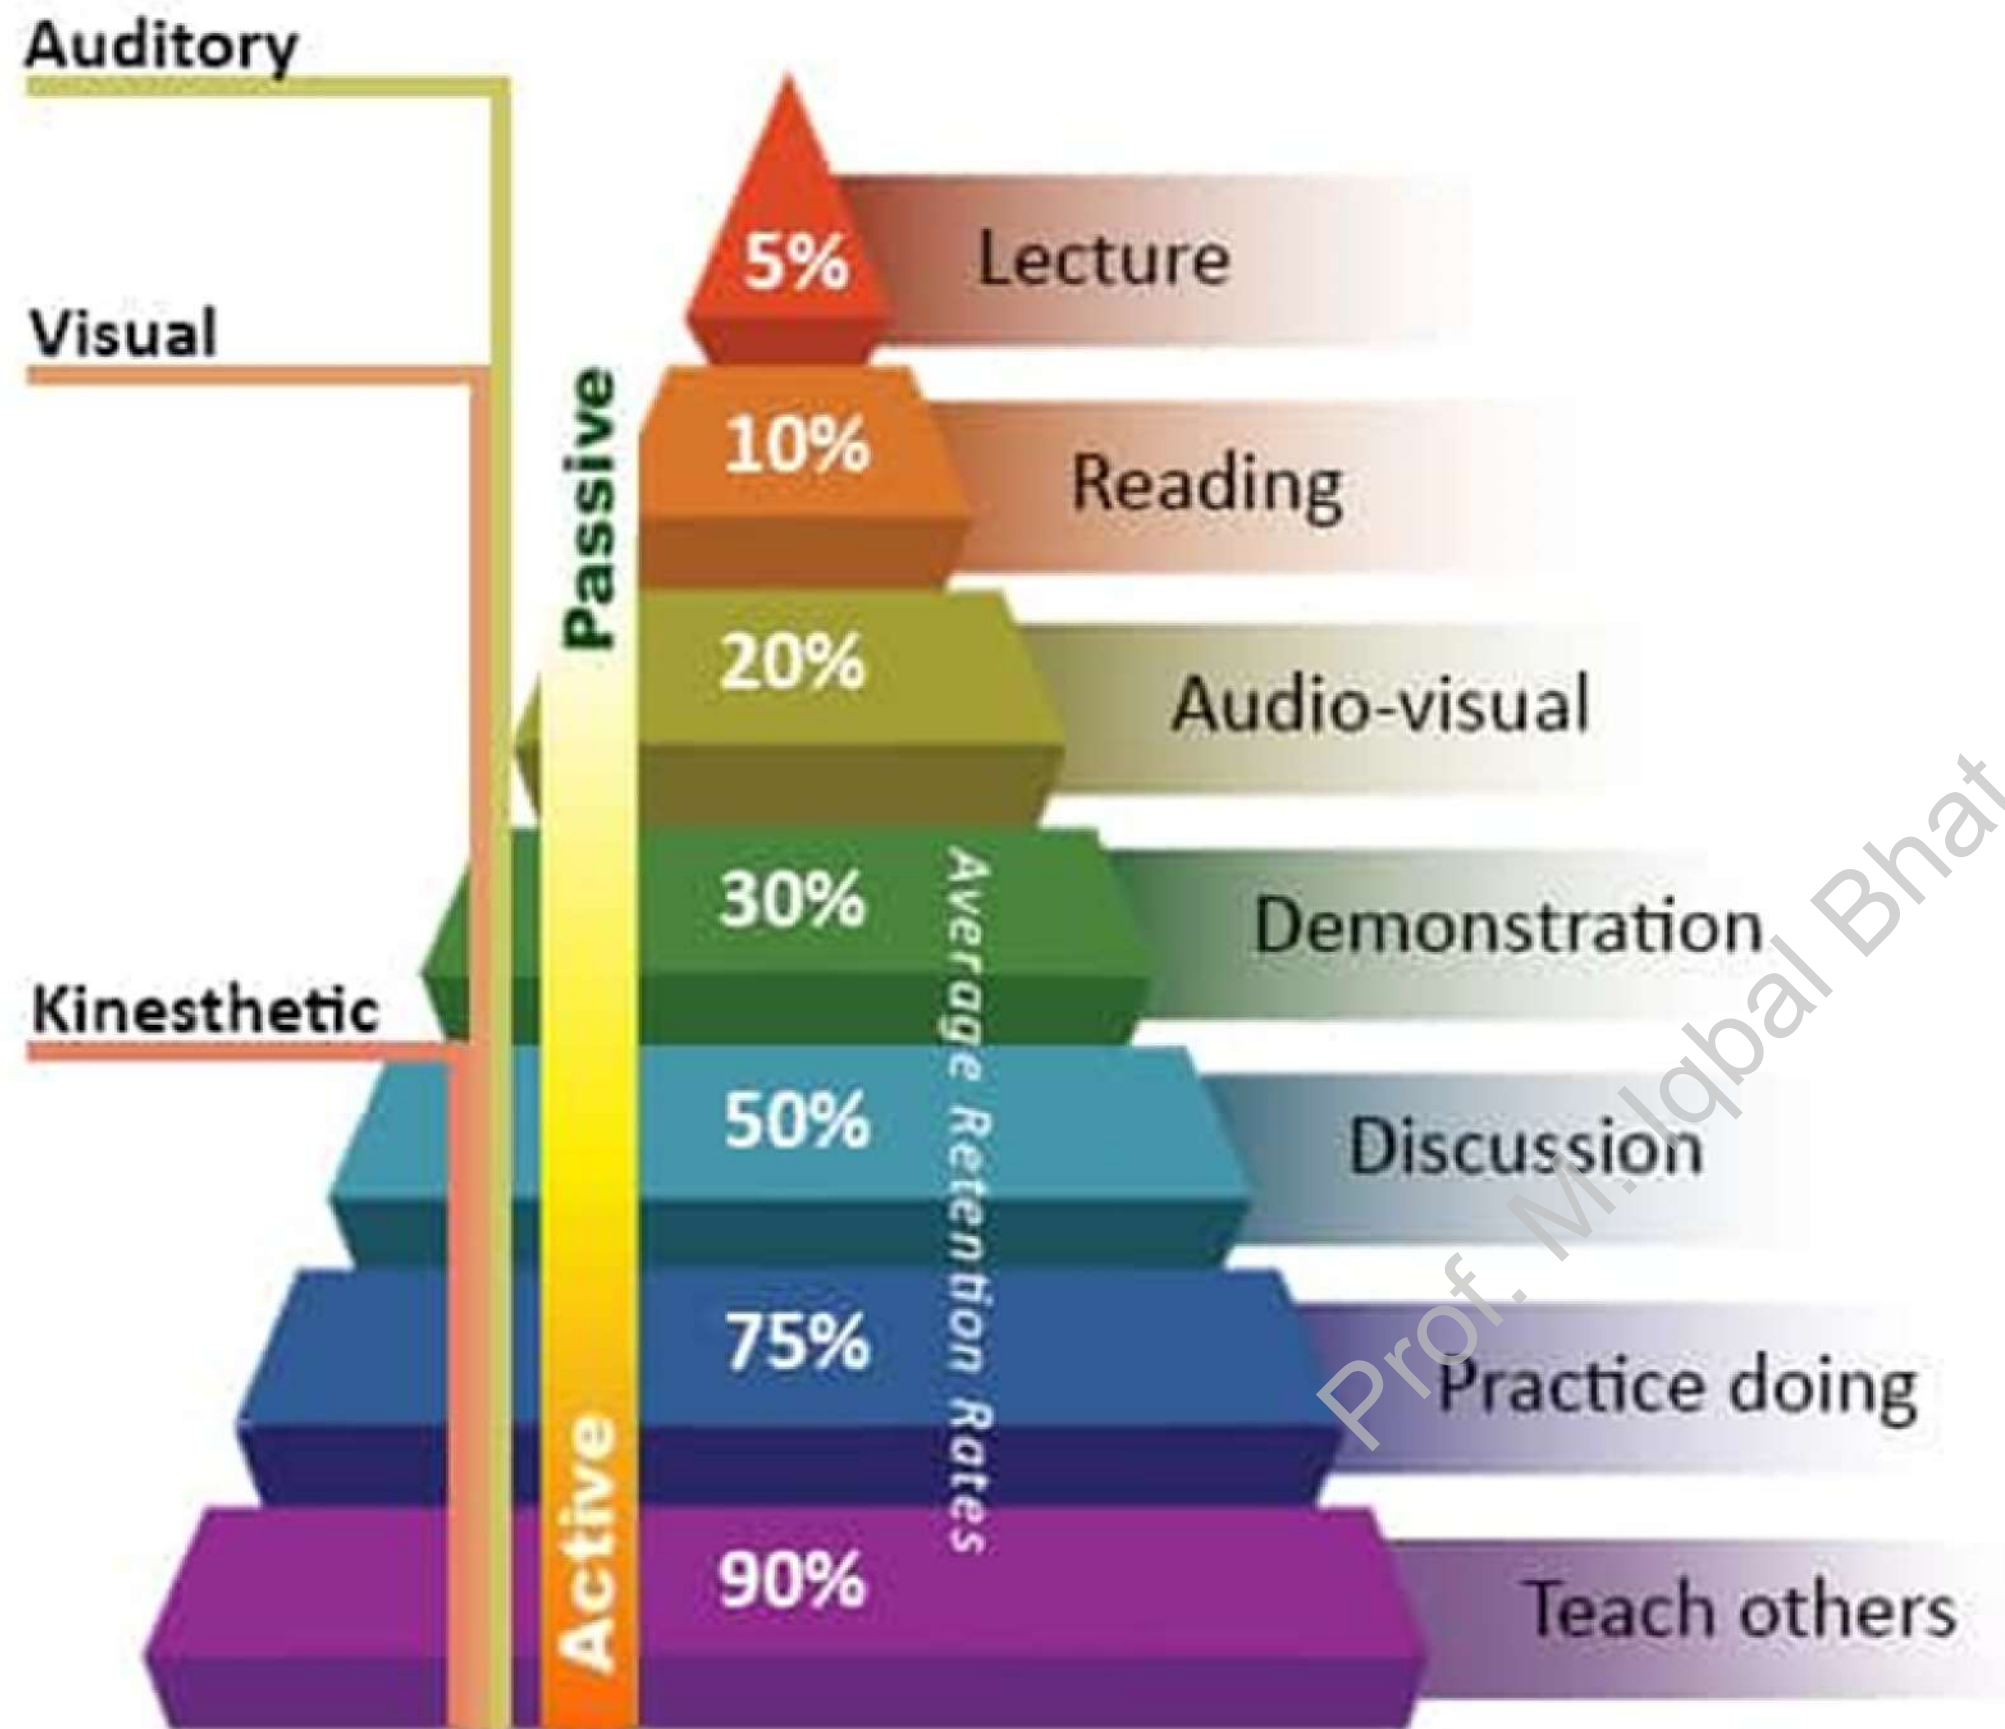 Auditory
5%
Lecture
Visual
Passive
10%
Reading
20%
Audio-visual
30%
Demonstration
Average Retention Rates
Kinesthetic
50%
Discussion
75%
Practice doing
Active
90%
Teach others
Prof. M.Iqbal Bhat